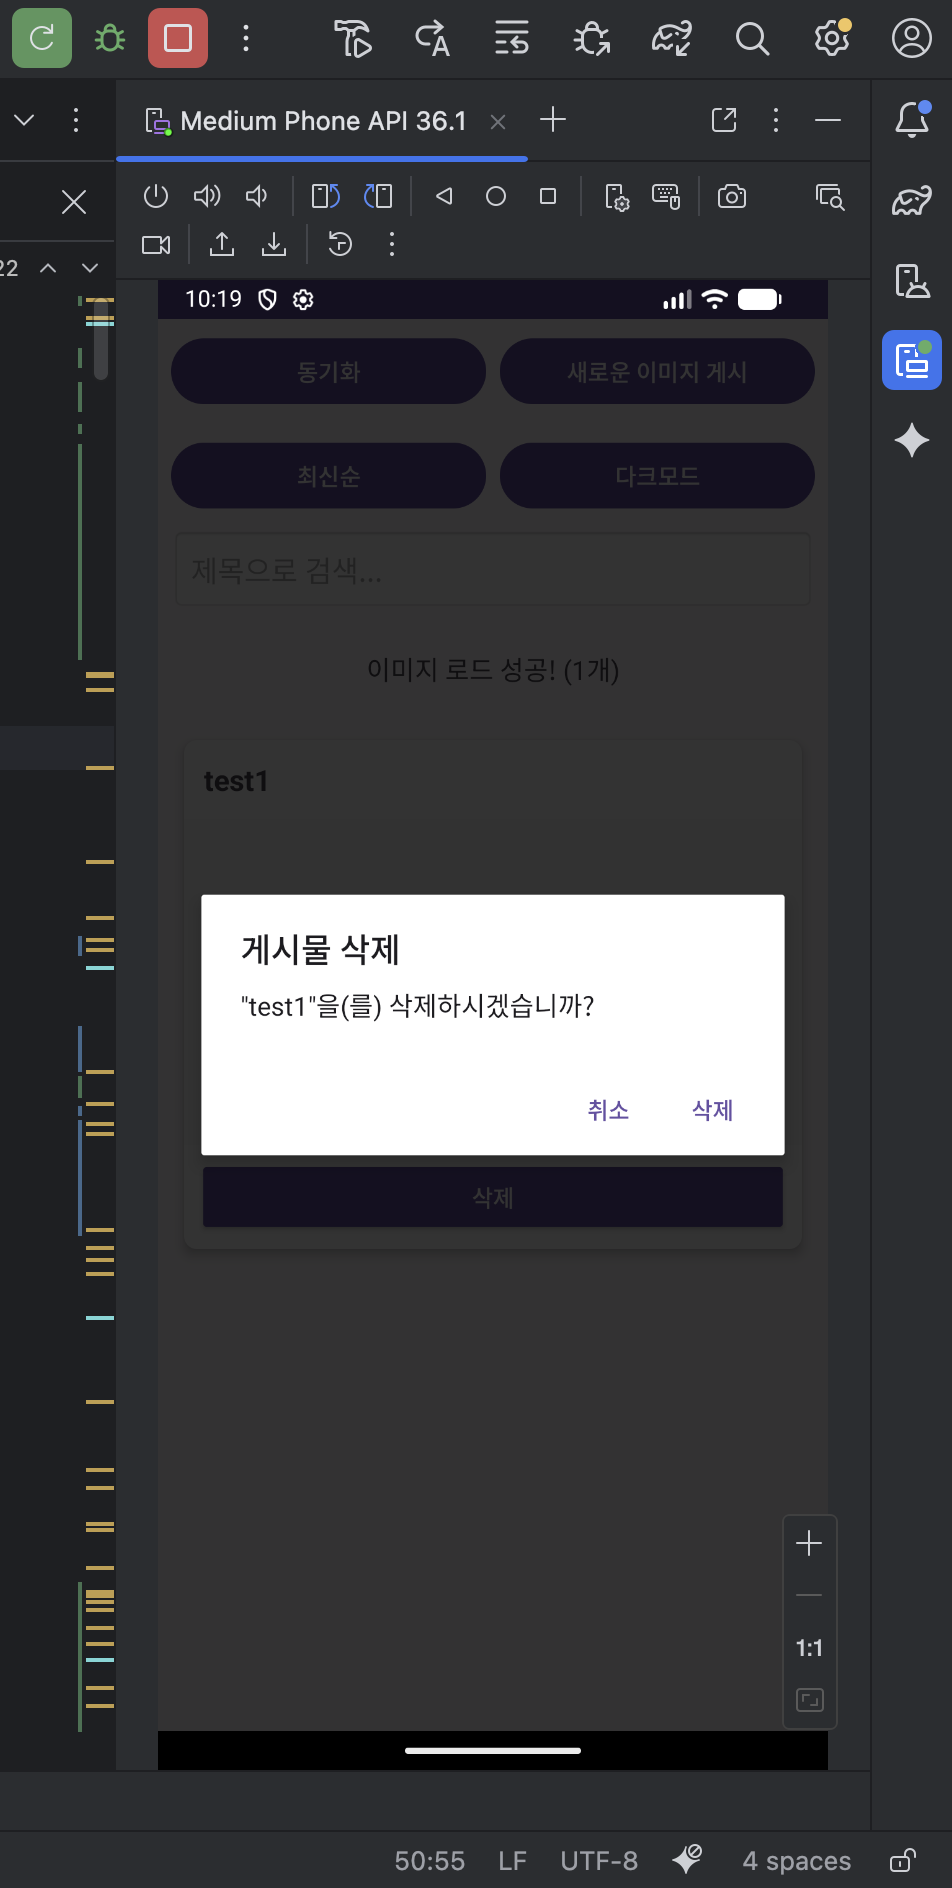 Medium Phone API 36.1
22
10:19
동기화
새로운 이미지 게시
최신순
다크모드
제목으로 검색...
이미지 로드 성공! (1개)
test1
게시물 삭제
"test1"을(를) 삭제하시겠습니까?
취소
삭제
삭제
1:1
50:55
LF
UTF-8
4 spaces